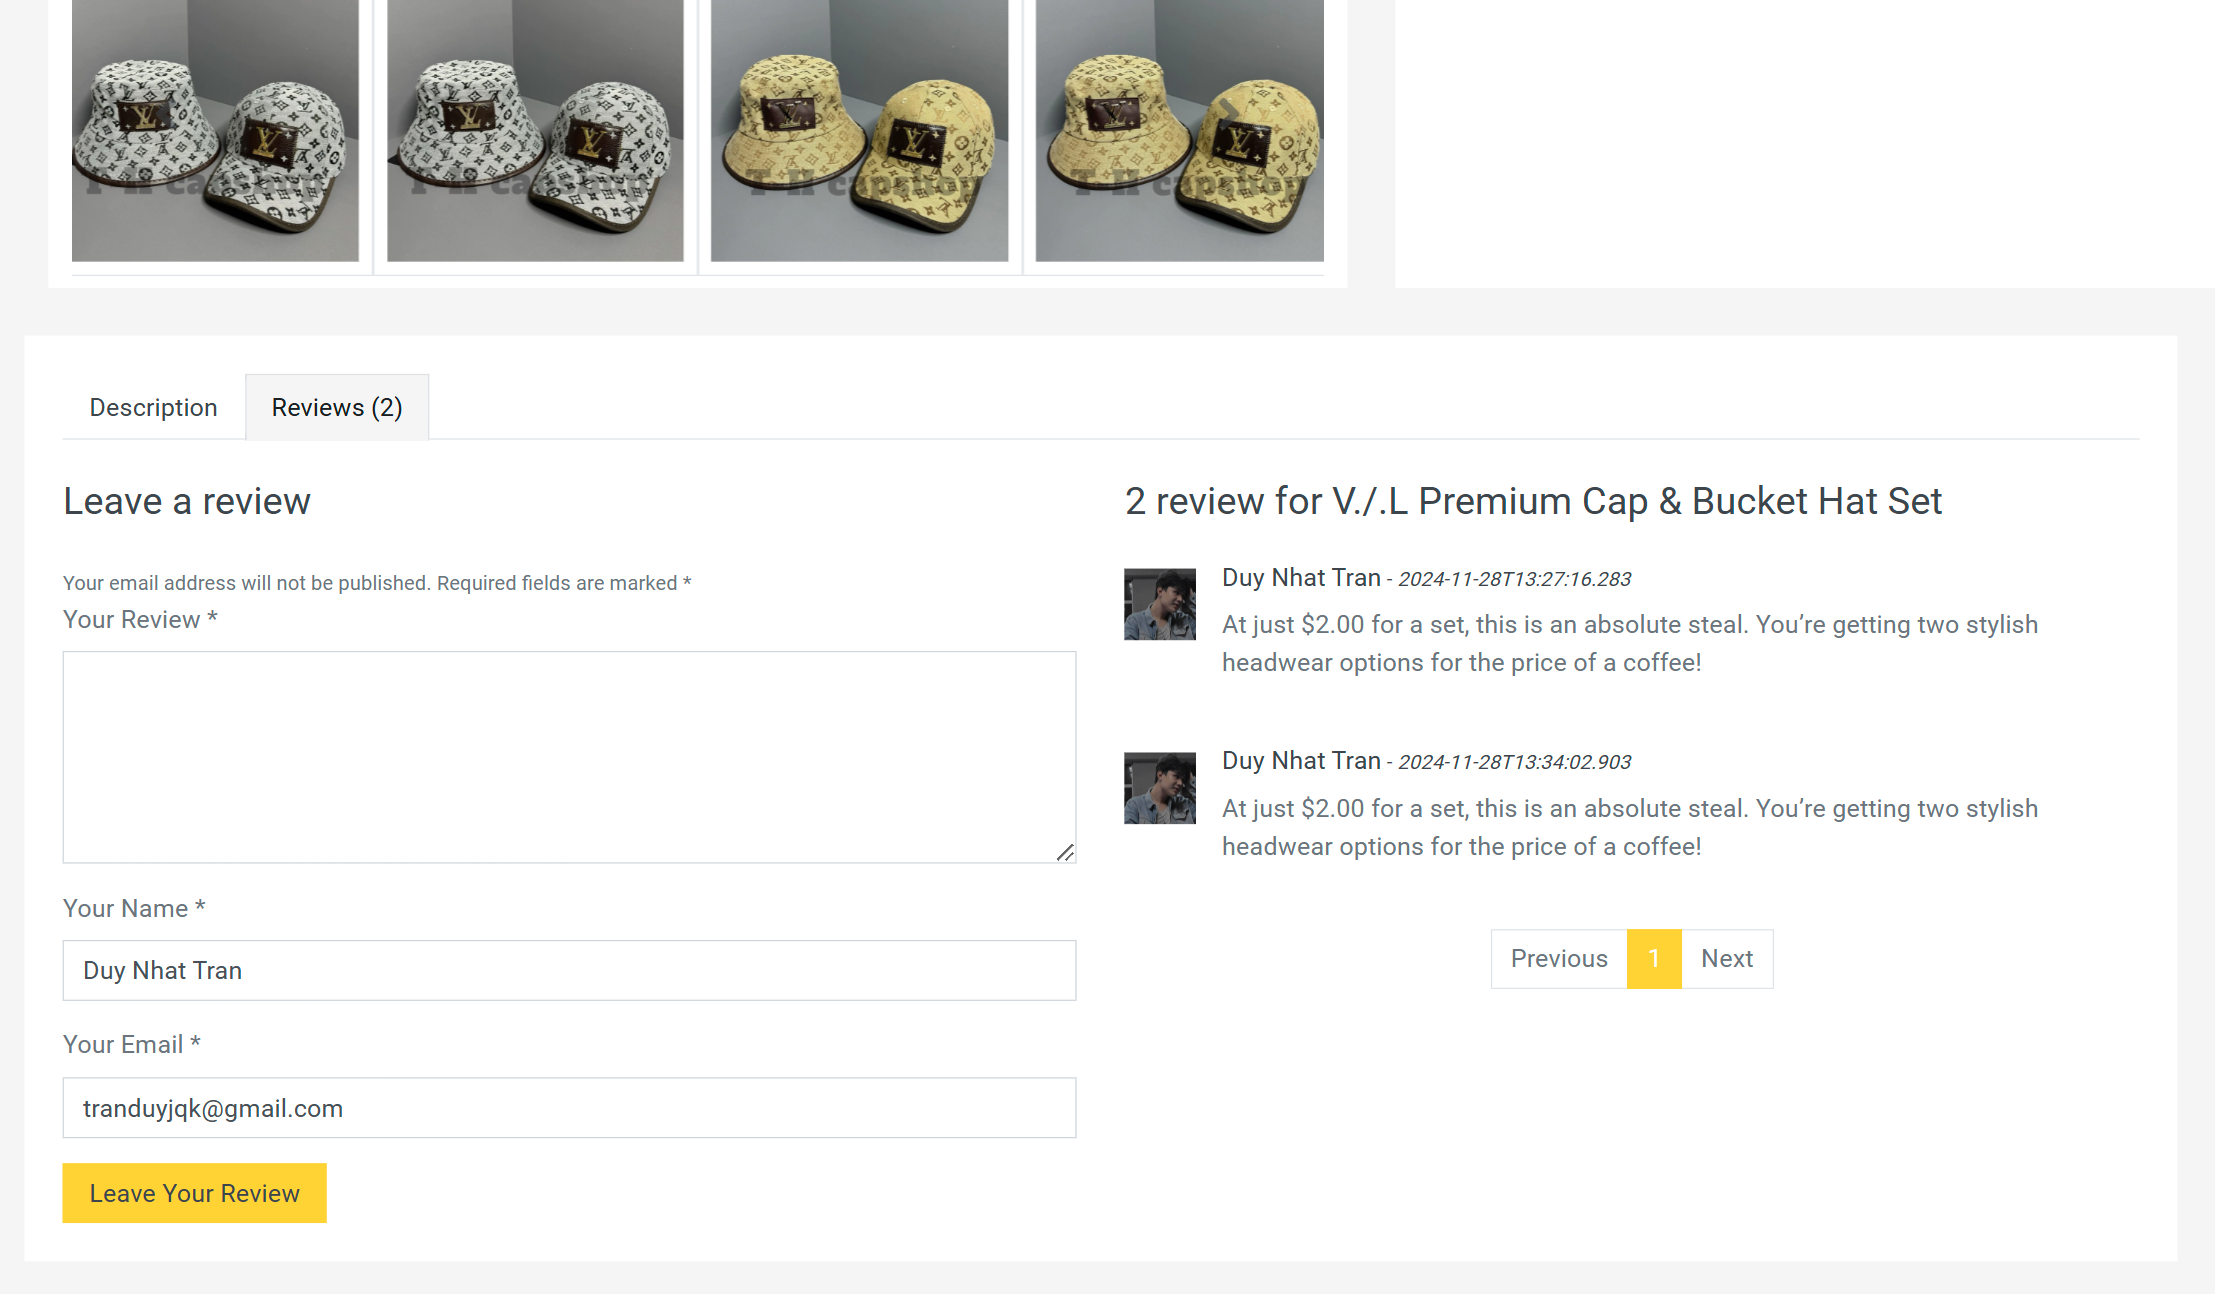 T-H capshop
T-H capshop
T-H capshop
T-H capshop
Description
Reviews (2)
Leave a review
Your email address will not be published. Required fields are marked *
Your Review *
Your Name *
Duy Nhat Tran
Your Email *
tranduyjqk@gmail.com
Leave Your Review
2 review for V./.L Premium Cap & Bucket Hat Set
Duy Nhat Tran - 2024-11-28T13:27:16.283
At just $2.00 for a set, this is an absolute steal. You’re getting two stylish
headwear options for the price of a coffee!
Duy Nhat Tran - 2024-11-28T13:34:02.903
At just $2.00 for a set, this is an absolute steal. You’re getting two stylish
headwear options for the price of a coffee!
Previous
1
Next